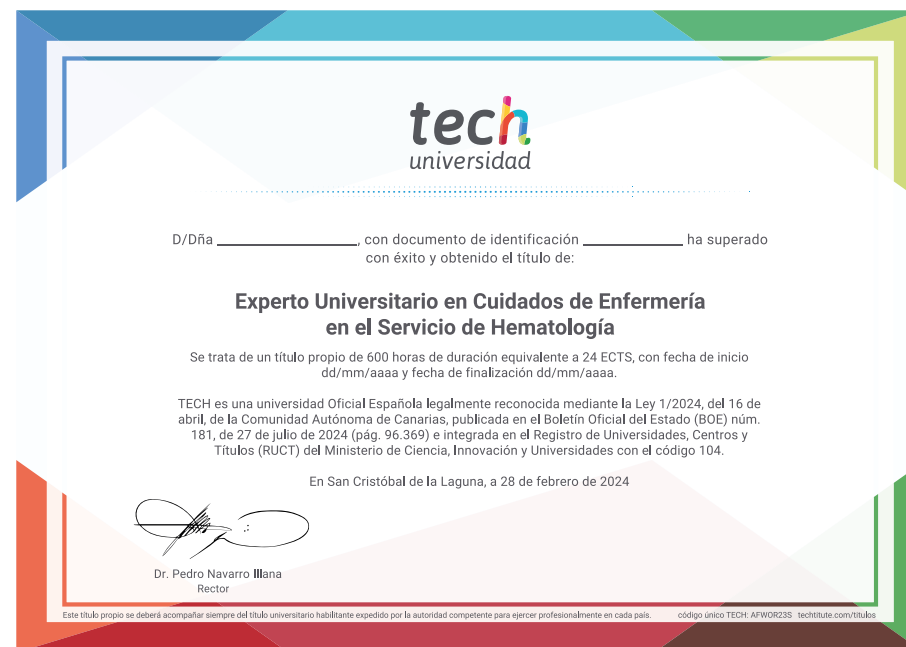 tech
universidad
D/Dña ____________________, con documento de identificación ______________ ha superado
con éxito y obtenido el título de:
Experto Universitario en Cuidados de Enfermería
en el Servicio de Hematología
Se trata de un título propio de 600 horas de duración equivalente a 24 ECTS, con fecha de inicio
dd/mm/aaaa y fecha de finalización dd/mm/aaaa.
TECH es una universidad Oficial Española legalmente reconocida mediante la Ley 1/2024, del 16 de
abril, de la Comunidad Autónoma de Canarias, publicada en el Boletín Oficial del Estado (BOE) núm.
181, de 27 de julio de 2024 (pág. 96.369) e integrada en el Registro de Universidades, Centros y
Títulos (RUCT) del Ministerio de Ciencia, Innovación y Universidades con el código 104.
En San Cristóbal de la Laguna, a 28 de febrero de 2024
Dr. Pedro Navarro Illana
Rector
Este título propio se deberá acompañar siempre del título universitario habilitante expedido por la autoridad competente para ejercer profesionalmente en cada país. código único TECH: AFWOR23S techtitute.com/titulos